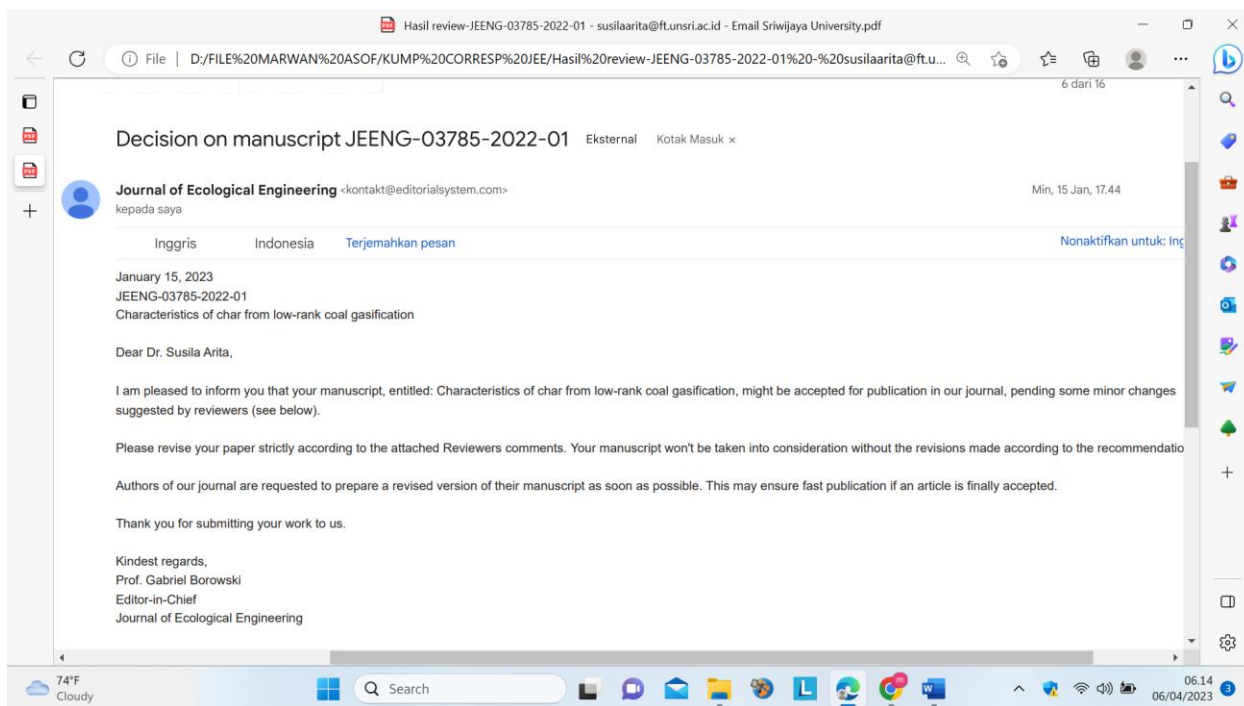 Hasil review-JEENG-03785-2022-01 - susilaarita@ft.unsri.ac.id - Email Sriwijaya University.pdf
File | D:/FILE%20MARWAN%20ASOF/KUMP%20CORRESP%20JEE/Hasil%20review-JEENG-03785-2022-01%20-%20susilaarita@ft.u...
6 dari 16
Decision on manuscript JEENG-03785-2022-01 Eksternal Kotak Masuk ×
Journal of Ecological Engineering <kontakt@editorialsystem.com> Min, 15 Jan, 17.44
kepada saya
Inggris Indonesia Terjemahkan pesan Nonaktifkan untuk: Ing
January 15, 2023
JEENG-03785-2022-01
Characteristics of char from low-rank coal gasification
Dear Dr. Susila Arita,
I am pleased to inform you that your manuscript, entitled: Characteristics of char from low-rank coal gasification, might be accepted for publication in our journal, pending some minor changes
suggested by reviewers (see below).
Please revise your paper strictly according to the attached Reviewers comments. Your manuscript won't be taken into consideration without the revisions made according to the recommendatio
Authors of our journal are requested to prepare a revised version of their manuscript as soon as possible. This may ensure fast publication if an article is finally accepted.
Thank you for submitting your work to us.
Kindest regards,
Prof. Gabriel Borowski
Editor-in-Chief
Journal of Ecological Engineering
74°F
Cloudy
Search
06.14
06/04/2023
3